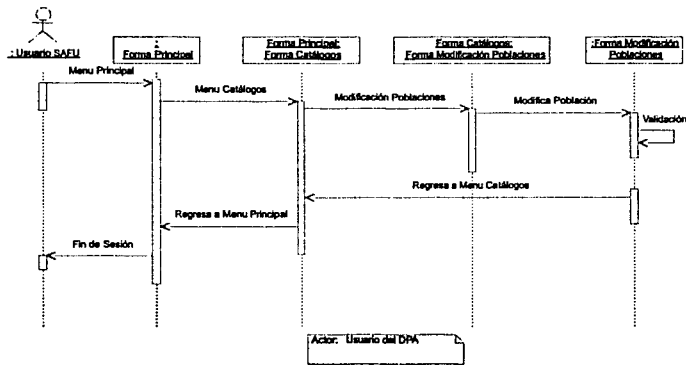 : Usuario SAFU
: Forma Principal
Forma Principal:
Forma Catálogos
Forma Catálogos:
Forma Modificación Poblaciones
:Forma Modificación
Poblaciones
Menu Principal
Menu Catálogos
Modificación Poblaciones
Modifica Población
Validación
Regresa a Menu Catálogos
Regresa a Menu Principal
Fin de Sesión
Actor: Usuario del DPA